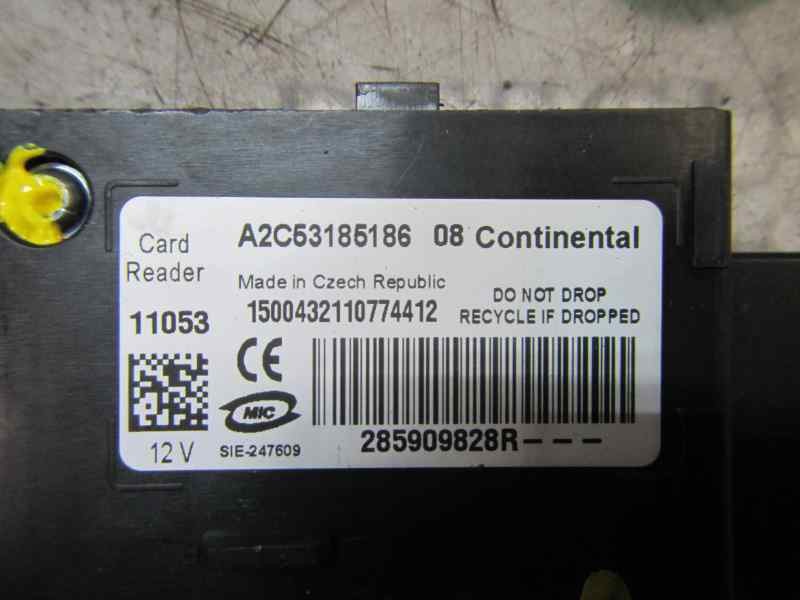 A2C53185186 08 Continental
Card
Reader
Made in Czech Republic
11053
1500432110774412
DO NOT DROP
RECYCLE IF DROPPED
CE
MIC
12 V
SIE-247609
285909828R---